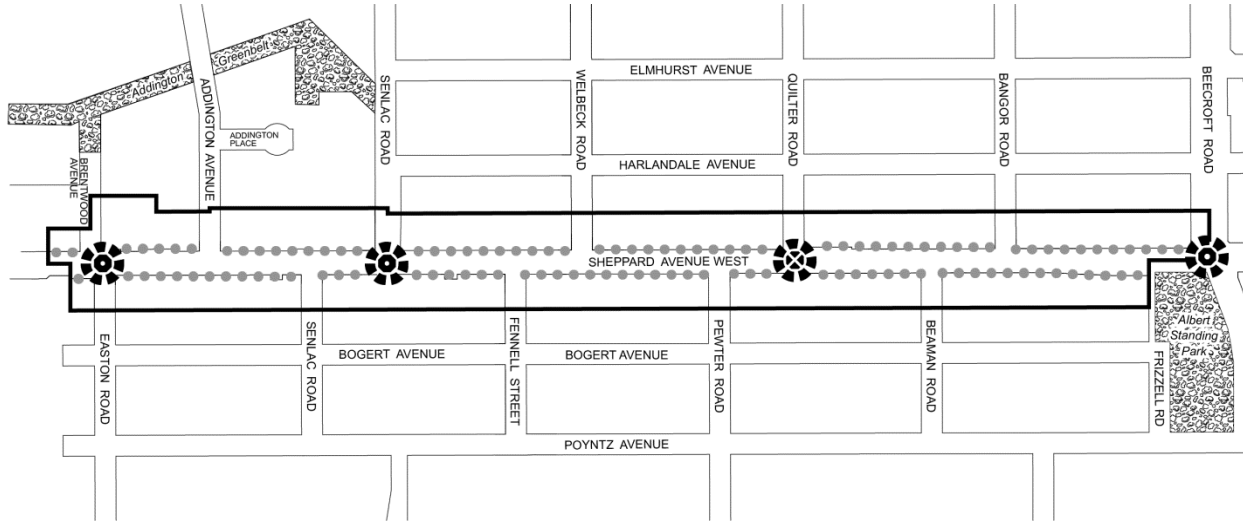 Addington Greenbelt
ELMHURST AVENUE
ADDINGTON AVENUE
SENLAC ROAD
WELBECK ROAD
QUILTER ROAD
BANGOR ROAD
BEECROFT ROAD
ADDINGTON
PLACE
BRENTWOOD
AVENUE
HARLANDALE AVENUE
SHEPPARD AVENUE WEST
EASTON ROAD
SENLAC ROAD
FENNELL STREET
PEWTER ROAD
BEAMAN ROAD
FRIZZELL RD
Albert
Standing
Park
BOGERT AVENUE
BOGERT AVENUE
POYNTZ AVENUE